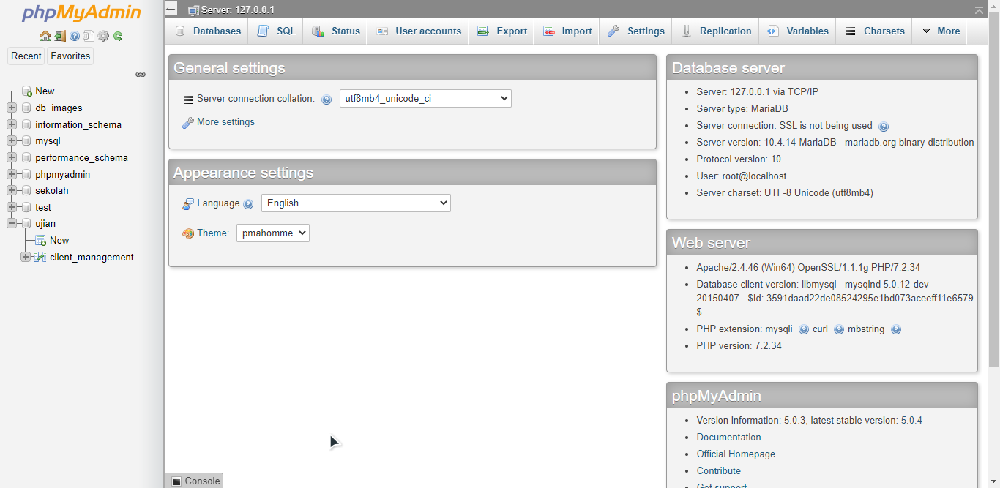 phpMyAdmin
Recent
Favorites
New
db_images
information_schema
mysql
performance_schema
phpmyadmin
sekolah
test
ujian
New
client_management
Server: 127.0.0.1
Databases
SQL
Status
User accounts
Export
Import
Settings
Replication
Variables
Charsets
More
General settings
Server connection collation:
utf8mb4_unicode_ci
More settings
Appearance settings
Language
English
Theme:
pmahomme
Database server
Server: 127.0.0.1 via TCP/IP
Server type: MariaDB
Server connection: SSL is not being used
Server version: 10.4.14-MariaDB - mariadb.org binary distribution
Protocol version: 10
User: root@localhost
Server charset: UTF-8 Unicode (utf8mb4)
Web server
Apache/2.4.46 (Win64) OpenSSL/1.1.1g PHP/7.2.34
Database client version: libmysql - mysqlnd 5.0.12-dev -
20150407 - $Id: 3591daad22de08524295e1bd073aceeff11e6579
$
PHP extension: mysqli curl mbstring
PHP version: 7.2.34
phpMyAdmin
Version information: 5.0.3, latest stable version: 5.0.4
Documentation
Official Homepage
Contribute
Get support
Console